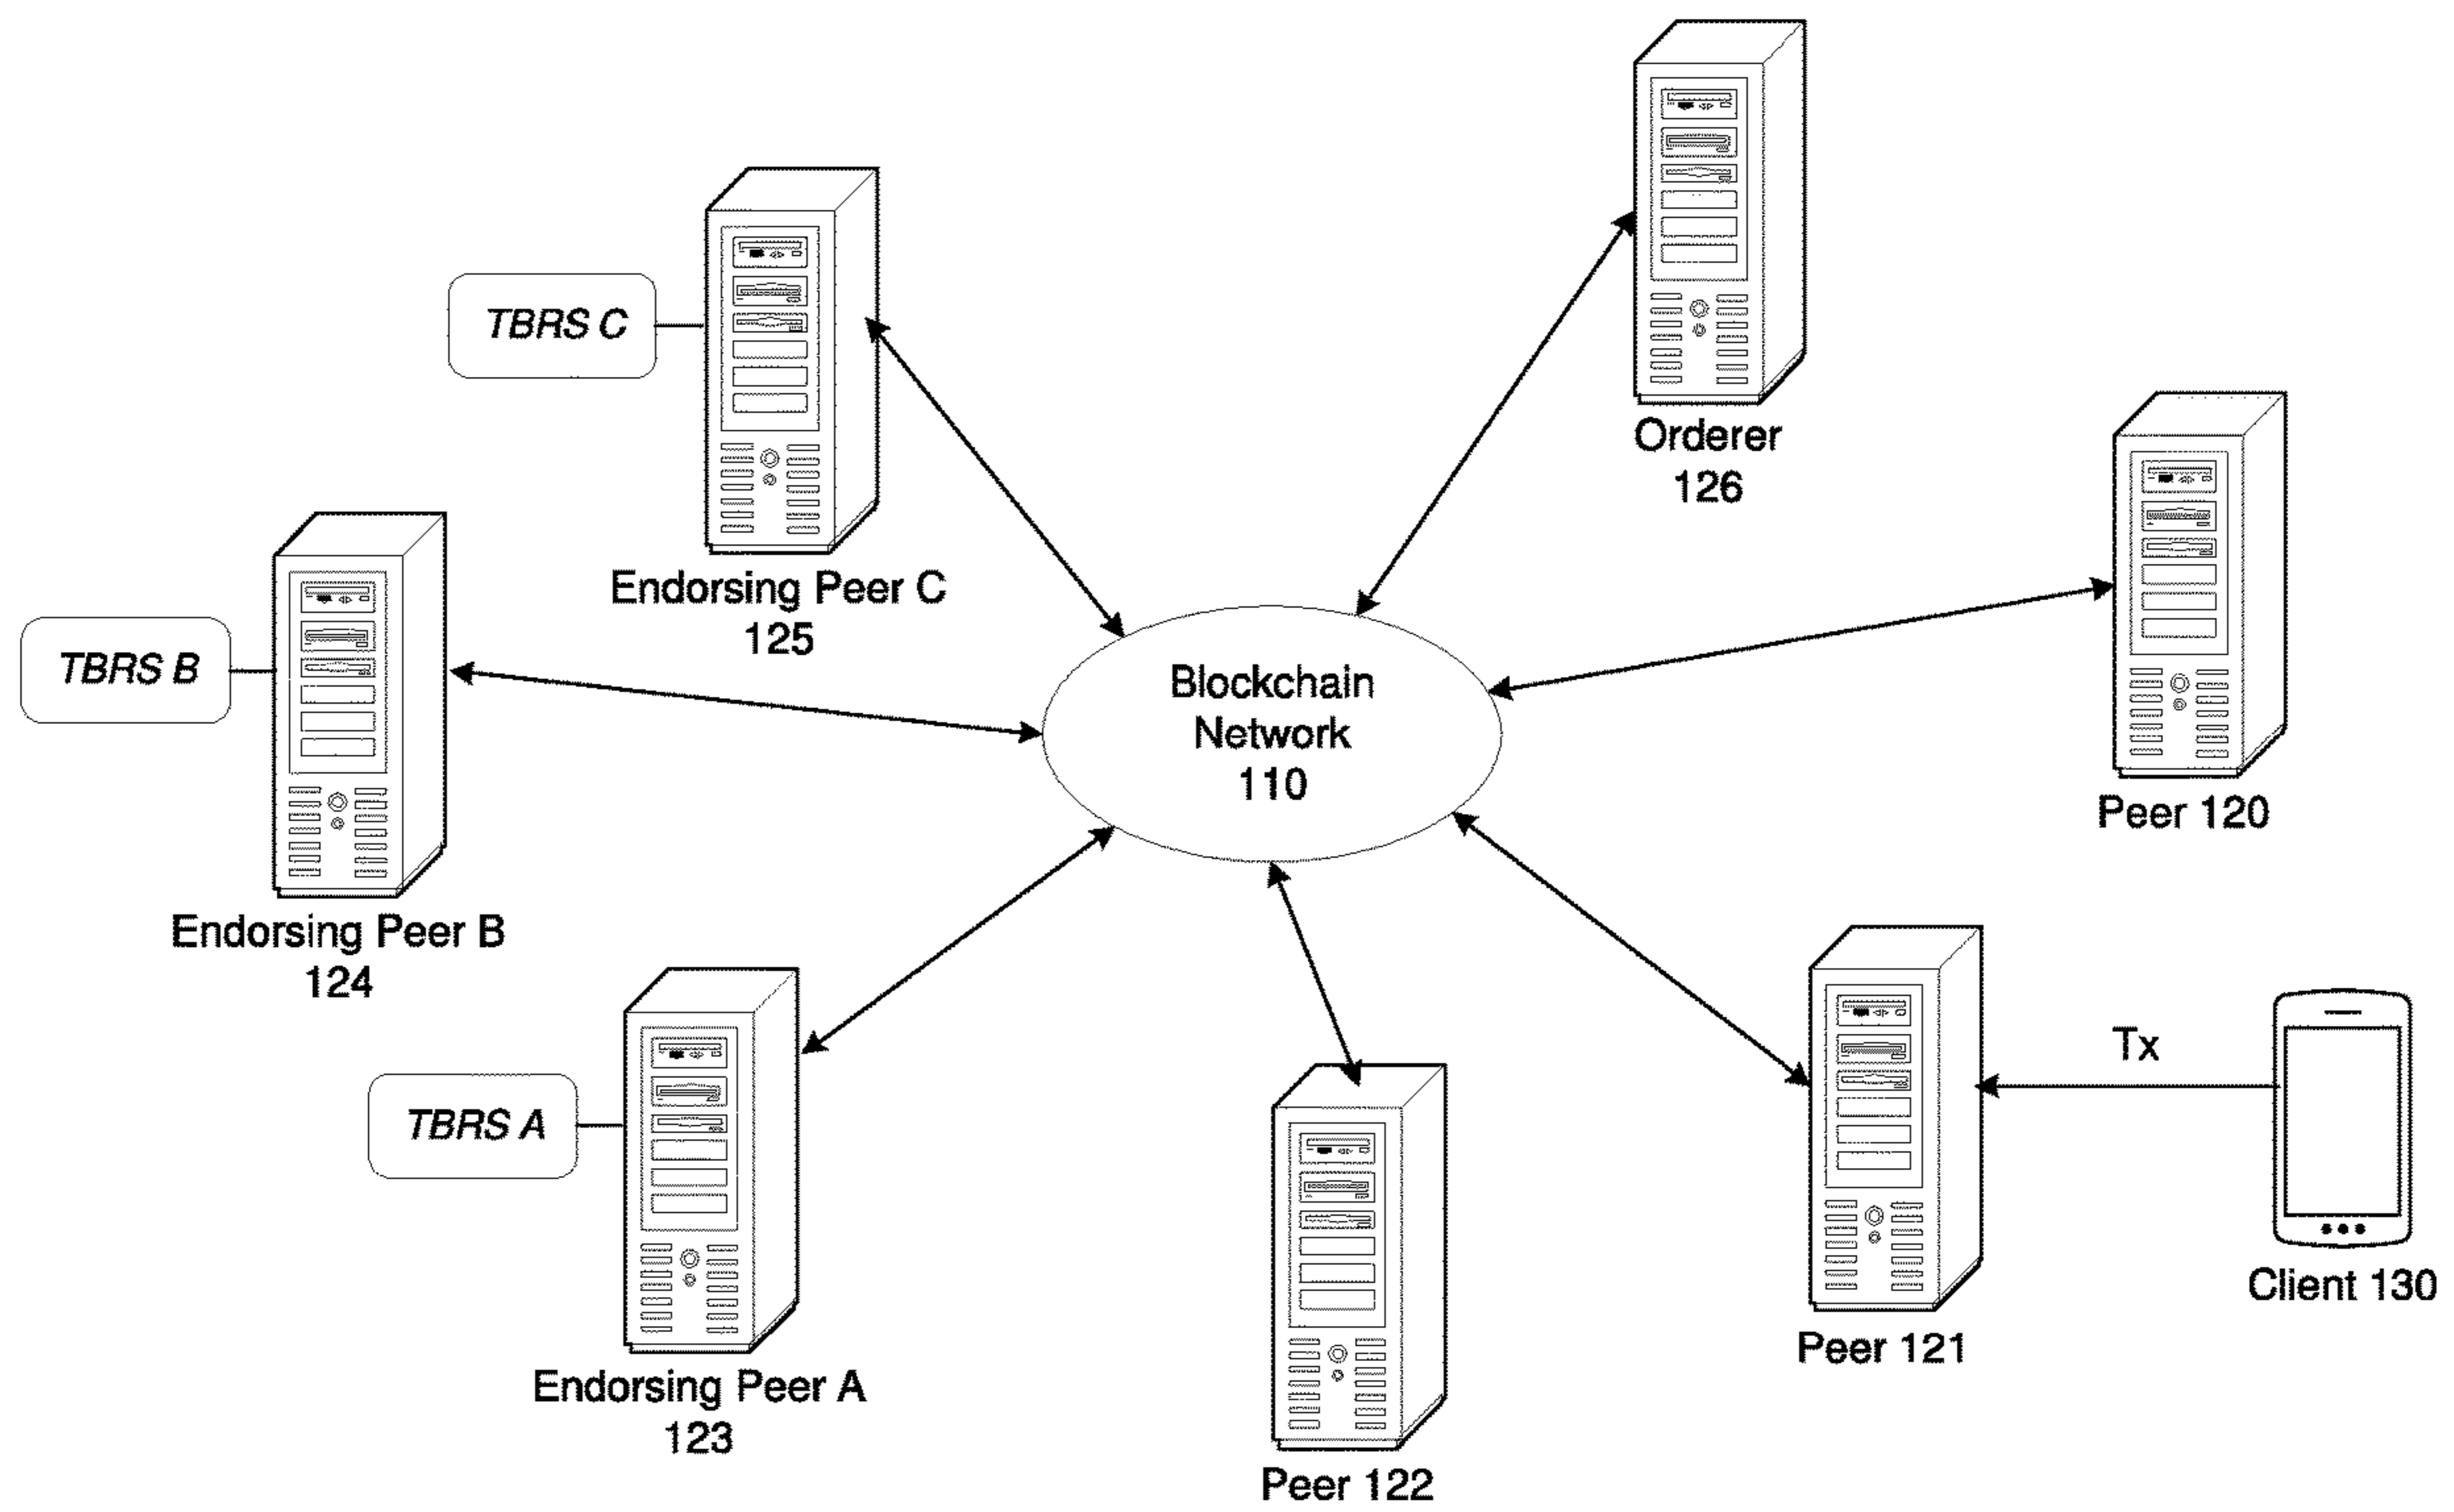 Orderer
126
TBRS C
Endorsing Peer C
125
TBRS B
Endorsing Peer B
124
Blockchain
Network
110
Peer 120
TBRS A
Endorsing Peer A
123
Peer 122
Tx
Peer 121
Client 130